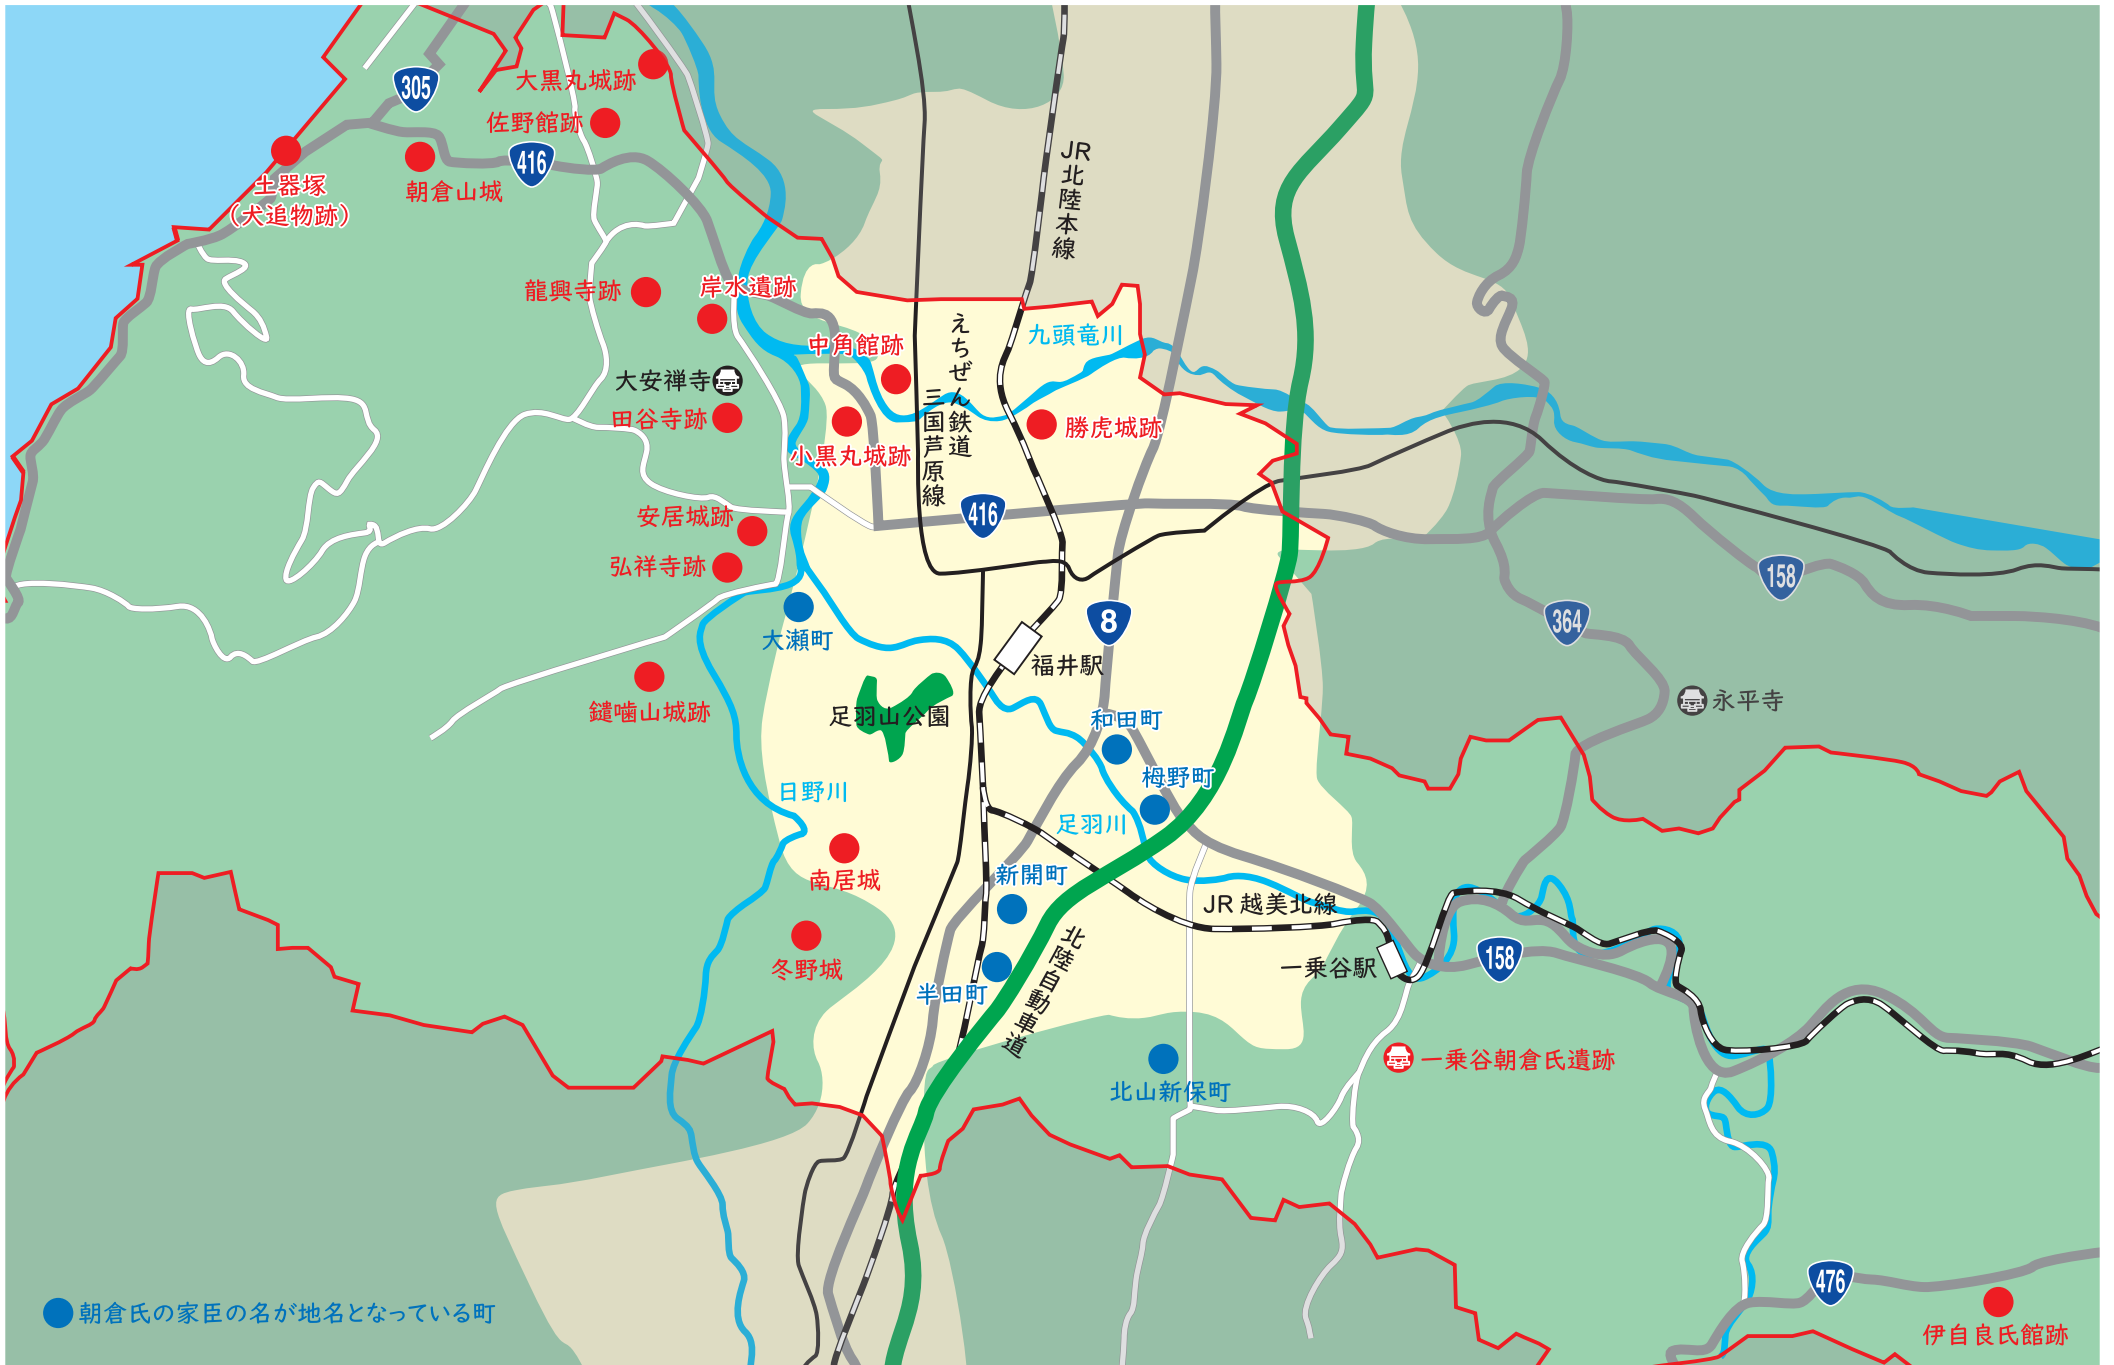 305
大黒丸城跡
佐野館跡
416
朝倉山城
土器塚
（犬追物跡）
JR北陸本線
龍興寺跡
岸水遺跡
えちぜん鉄道
三国芦原線
九頭竜川
中角館跡
大安禅寺
田谷寺跡
小黒丸城跡
勝虎城跡
416
安居城跡
弘祥寺跡
158
364
8
大瀬町
福井駅
鑓噛山城跡
足羽山公園
永平寺
和田町
栂野町
日野川
足羽川
南居城
新開町
JR 越美北線
冬野城
北陸自動車道
一乗谷駅
158
半田町
一乗谷朝倉氏遺跡
北山新保町
476
朝倉氏の家臣の名が地名となっている町
伊自良氏館跡